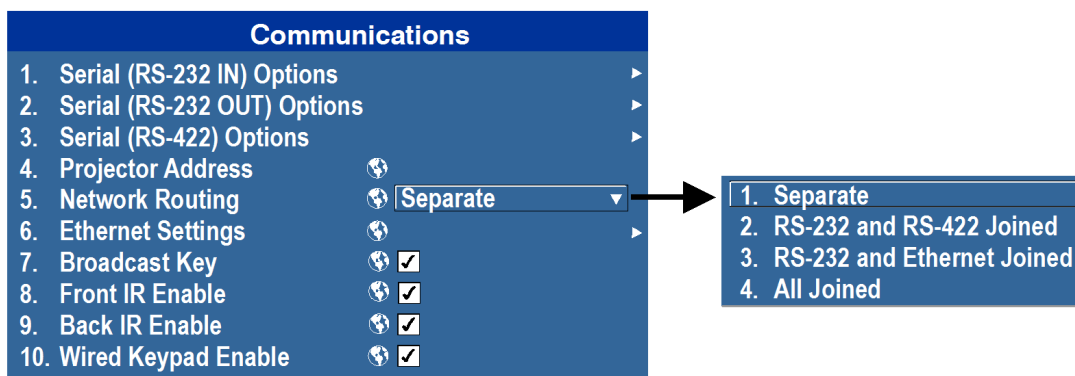 Communications
1. Serial (RS-232 IN) Options
2. Serial (RS-232 OUT) Options
3. Serial (RS-422) Options
4. Projector Address
5. Network Routing Separate
6. Ethernet Settings
7. Broadcast Key
8. Front IR Enable
9. Back IR Enable
10. Wired Keypad Enable
1. Separate
2. RS-232 and RS-422 Joined
3. RS-232 and Ethernet Joined
4. All Joined